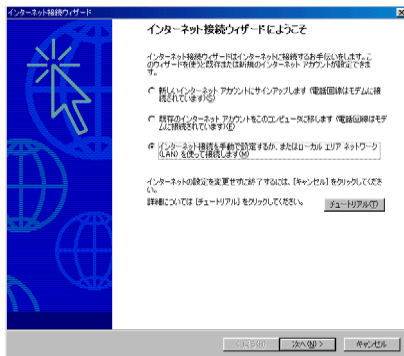 インターネット接続ウィザード
インターネット接続ウィザードにようこそ
インターネット接続ウィザードはインターネットに接続するお手伝いをします。こ
のウィザードを使うと既存または新規のインターネット アカウントが設定できま
す。
新しいインターネット アカウントにサインアップします (電話回線はモデムに接
続されています)(S)
既存のインターネット アカウントをこのコンピュータに移します (電話回線はモデ
ムに接続されています)(E)
インターネット接続を手動で設定するか、またはローカル エリア ネットワーク
(LAN) を使って接続します(M)
インターネットの設定を変更せずに終了するには、[キャンセル] をクリックしてくださ
い。
詳細については [チュートリアル] をクリックしてください。
チュートリアル(T)
< 戻る(B)
次へ(N) >
キャンセル